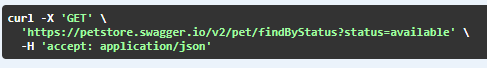 curl -X 'GET' \
  'https://petstore.swagger.io/v2/pet/findByStatus?status=available' \
  -H 'accept: application/json'